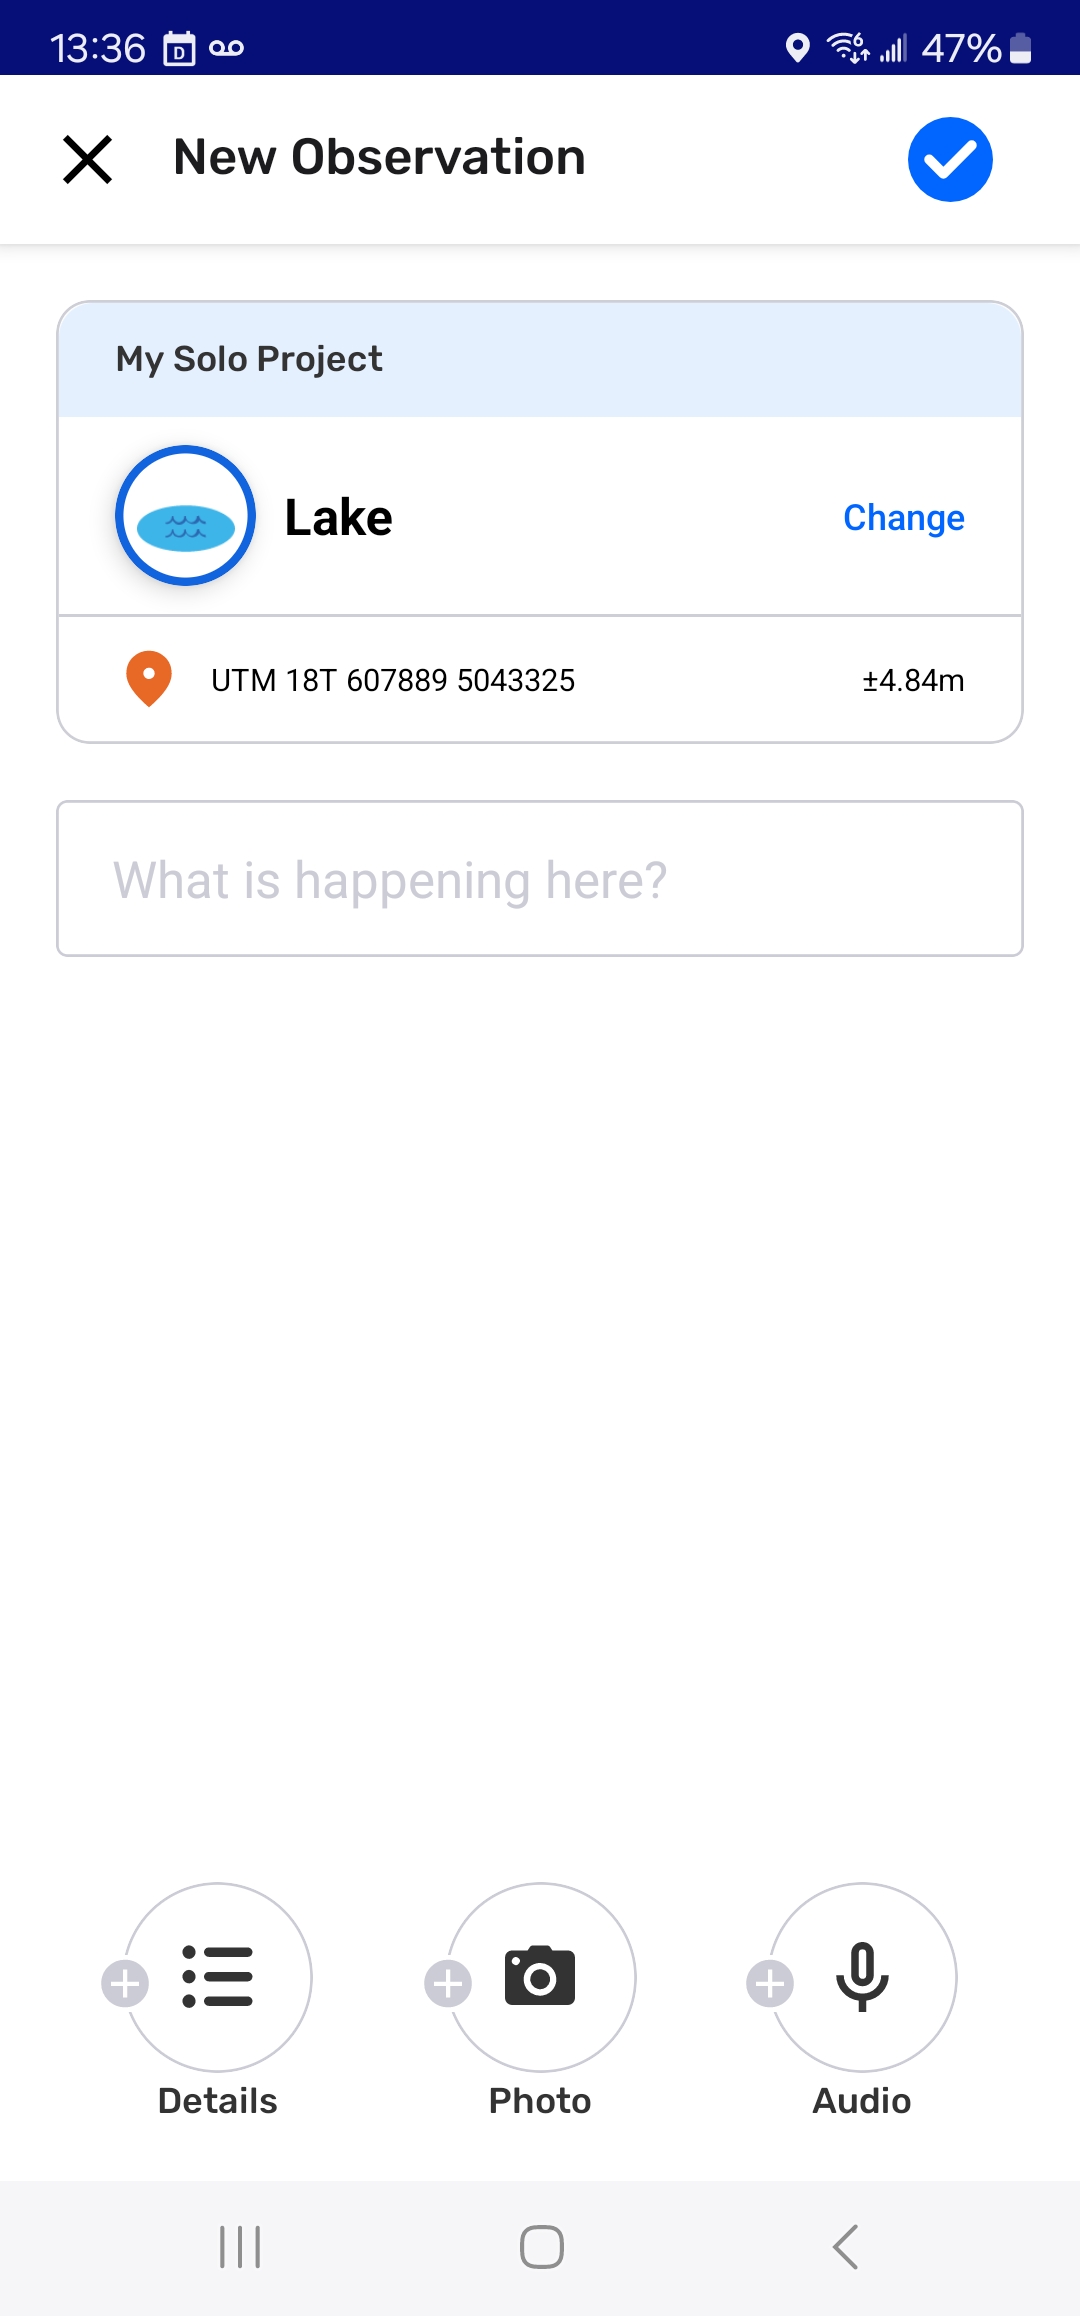 13:36 D 6 47%
New Observation
My Solo Project
Lake Change
UTM 18T 607889 5043325 ±4.84m
What is happening here?
Details Photo Audio